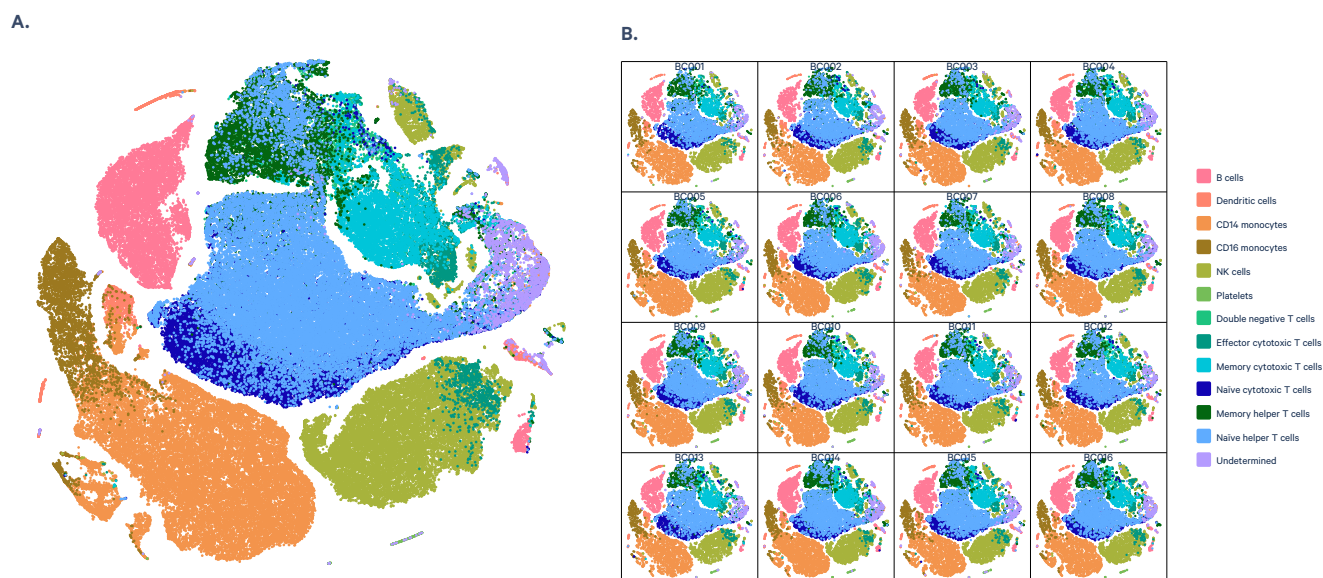 A.
B.
BC001
BC002
BC003
BC004
BC005
BC006
BC007
BC008
BC009
BC010
BC011
BC012
BC013
BC014
BC015
BC016
B cells
Dendritic cells
CD14 monocytes
CD16 monocytes
NK cells
Platelets
Double negative T cells
Effector cytotoxic T cells
Memory cytotoxic T cells
Naïve cytotoxic T cells
Memory helper T cells
Naïve helper T cells
Undetermined